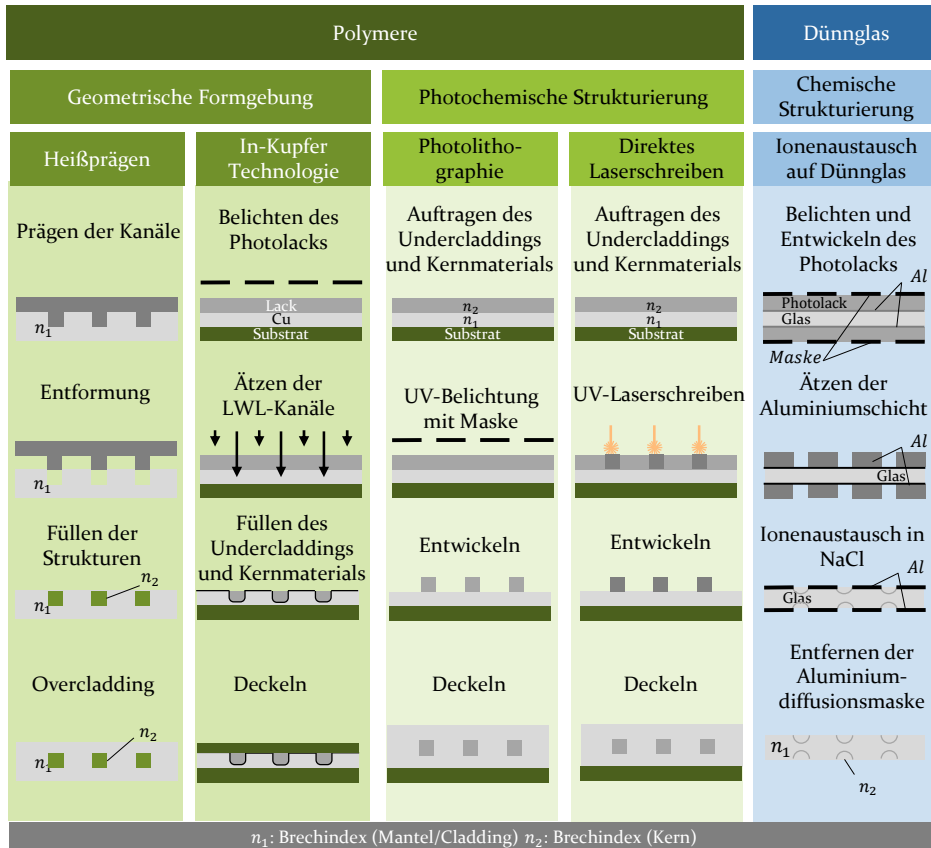 Polymere
Dünnglas
Geometrische Formgebung
Photochemische Strukturierung
Chemische
Strukturierung
Heißprägen
In-Kupfer
Technologie
Photolitho-
graphie
Direktes
Laserschreiben
Ionenaustausch
auf Dünnglas
Prägen der Kanäle
n₁
Entformung
n₁
Füllen der
Strukturen
n₂
n₁
Overcladding
n₂
n₁
Belichten des
Photolacks
Lack
Cu
Substrat
Ätzen der
LWL-Kanäle
Füllen des
Undercladdings
und Kernmaterials
Deckeln
Auftragen des
Undercladdings
und Kernmaterials
n₂
n₁
Substrat
UV-Belichtung
mit Maske
Entwickeln
Deckeln
Auftragen des
Undercladdings
und Kernmaterials
n₂
n₁
Substrat
UV-Laserschreiben
Entwickeln
Deckeln
Belichten und
Entwickeln des
Photolacks
Al
Photolack
Glas
Maske
Ätzen der
Aluminiumschicht
Al
Glas
Ionenaustausch in
NaCl
Al
Glas
Entfernen der
Aluminium-
diffusionsmaske
n₁
n₂
n₁: Brechindex (Mantel/Cladding) n₂: Brechindex (Kern)